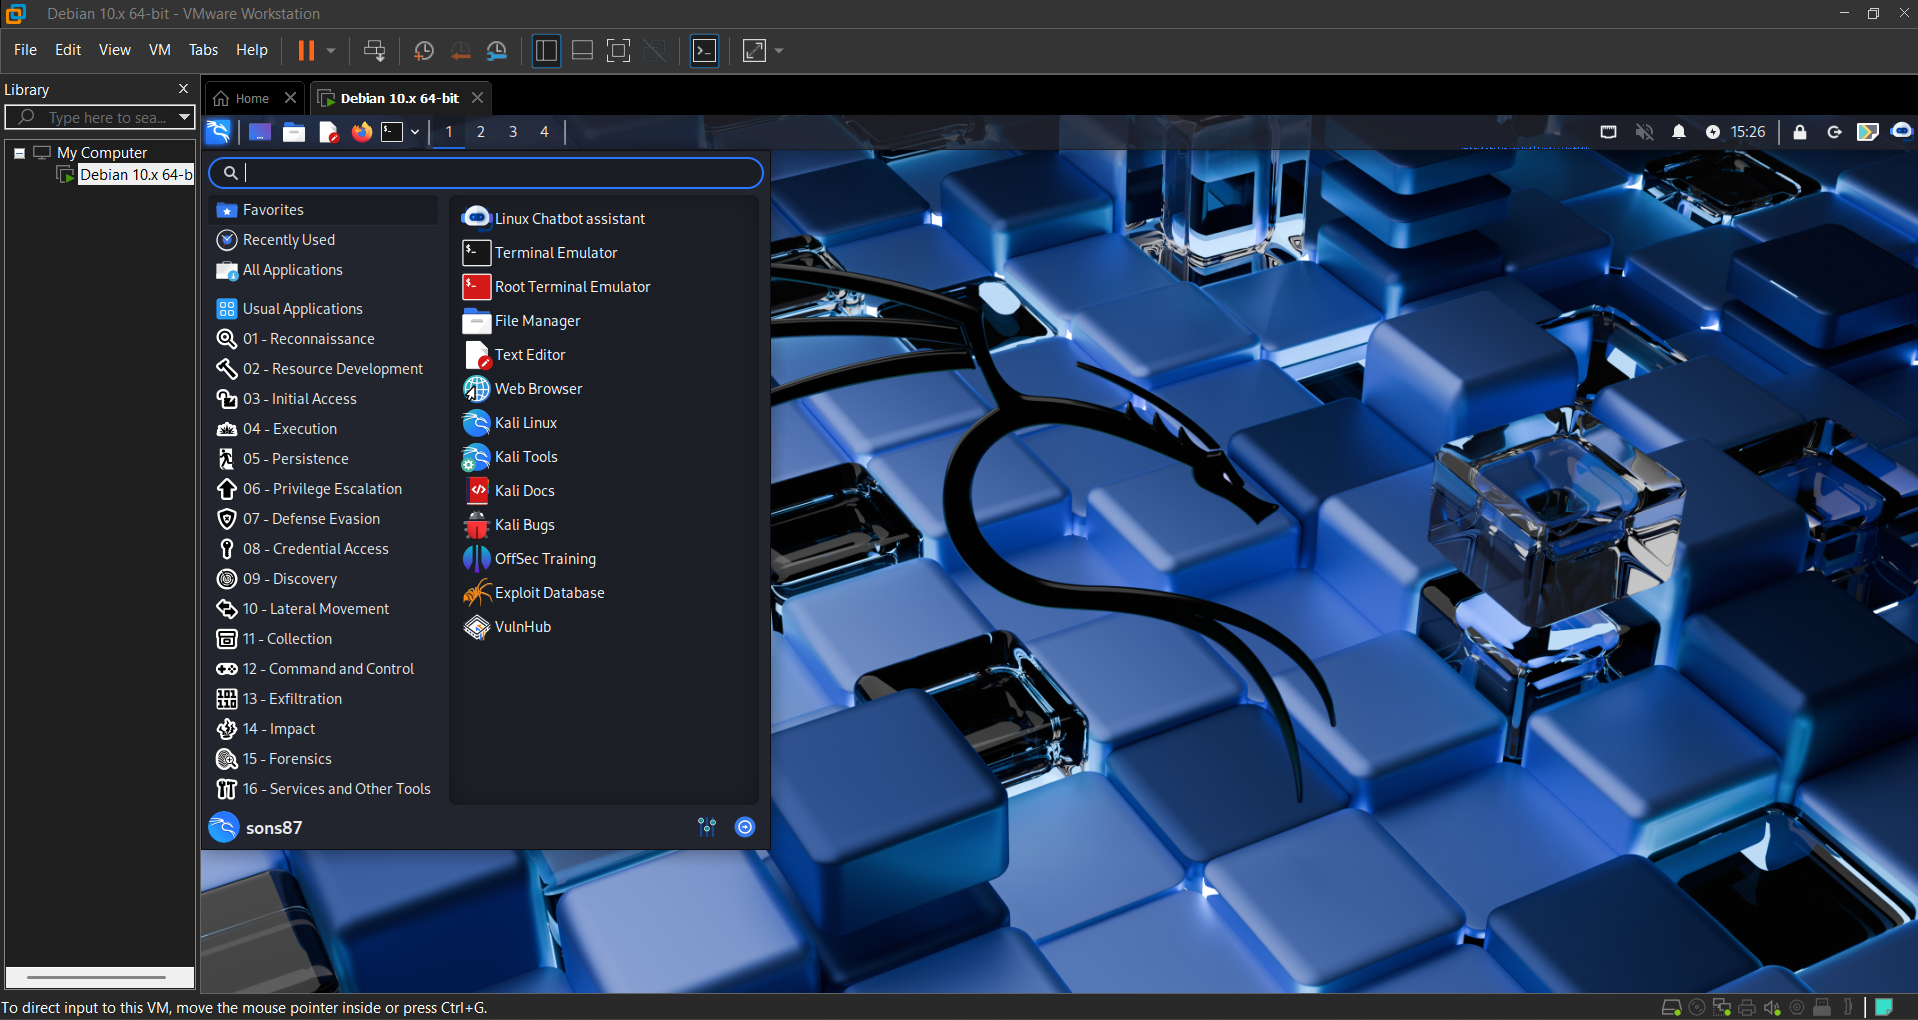 Debian 10.x 64-bit - VMware Workstation
File Edit View VM Tabs Help
Library
Type here to sea...
My Computer
Debian 10.x 64-b
Home
Debian 10.x 64-bit
1 2 3 4
15:26
Favorites
Recently Used
All Applications
Usual Applications
01 - Reconnaissance
02 - Resource Development
03 - Initial Access
04 - Execution
05 - Persistence
06 - Privilege Escalation
07 - Defense Evasion
08 - Credential Access
09 - Discovery
10 - Lateral Movement
11 - Collection
12 - Command and Control
13 - Exfiltration
14 - Impact
15 - Forensics
16 - Services and Other Tools
Linux Chatbot assistant
Terminal Emulator
Root Terminal Emulator
File Manager
Text Editor
Web Browser
Kali Linux
Kali Tools
Kali Docs
Kali Bugs
OffSec Training
Exploit Database
VulnHub
sons87
To direct input to this VM, move the mouse pointer inside or press Ctrl+G.